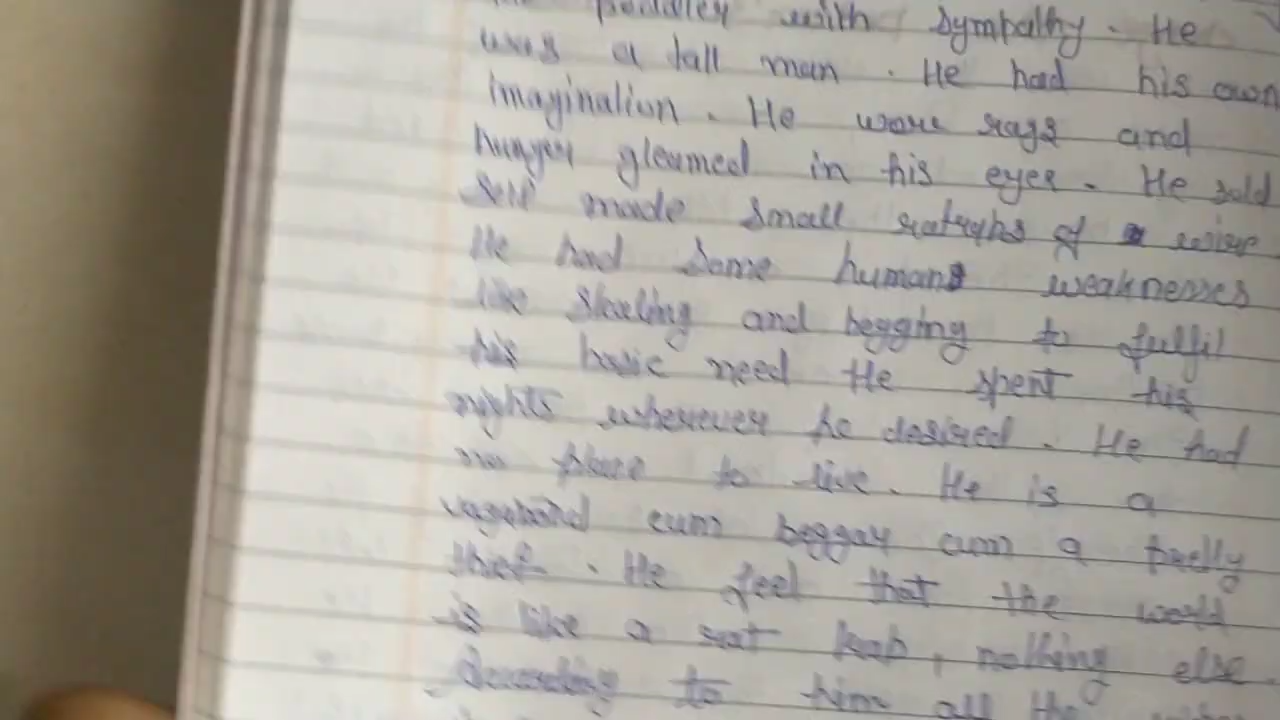 peddler with sympathy. He
was a tall man. He had his own
Imagination. He wore rags and
hunger gleamed in his eyes. He sold
self made small ratraps of
He had some human weaknesses
like stealing and begging to fulfil
his basic need He spent his
nights wherever he desired. He had
no place to live. He is a
vagabond cum beggar cum a
thief. He feel that the world
is like a rat trap, nothing else.
According to him all the